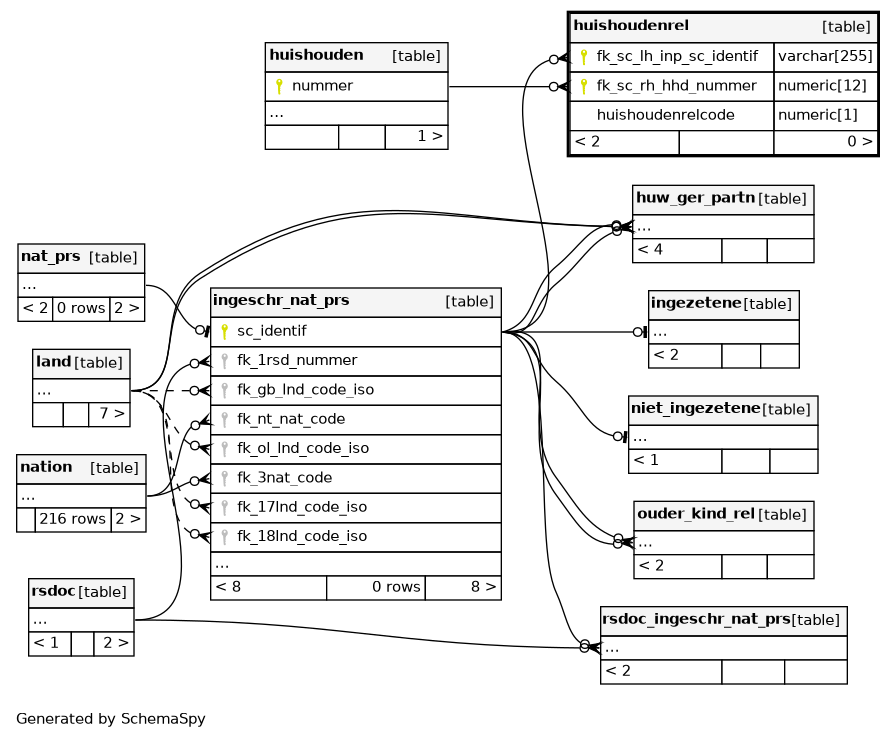 huishoudenrel [table]
fk_sc_lh_inp_sc_identif varchar[255]
fk_sc_rh_hhd_nummer numeric[12]
huishoudenrelcode numeric[1]
< 2 0 >
huishouden [table]
nummer
...
1 >
huw_ger_partn [table]
...
< 4
nat_prs [table]
...
< 2 0 rows 2 >
ingeschr_nat_prs [table]
sc_identif
fk_1rsd_nummer
fk_gb_lnd_code_iso
fk_nt_nat_code
fk_ol_lnd_code_iso
fk_3nat_code
fk_17lnd_code_iso
fk_18lnd_code_iso
...
< 8 0 rows 8 >
ingezetene [table]
...
< 2
land [table]
...
7 >
niet_ingezetene [table]
...
< 1
nation [table]
...
216 rows 2 >
ouder_kind_rel [table]
...
< 2
rsdoc [table]
...
< 1 2 >
rsdoc_ingeschr_nat_prs [table]
...
< 2
Generated by SchemaSpy